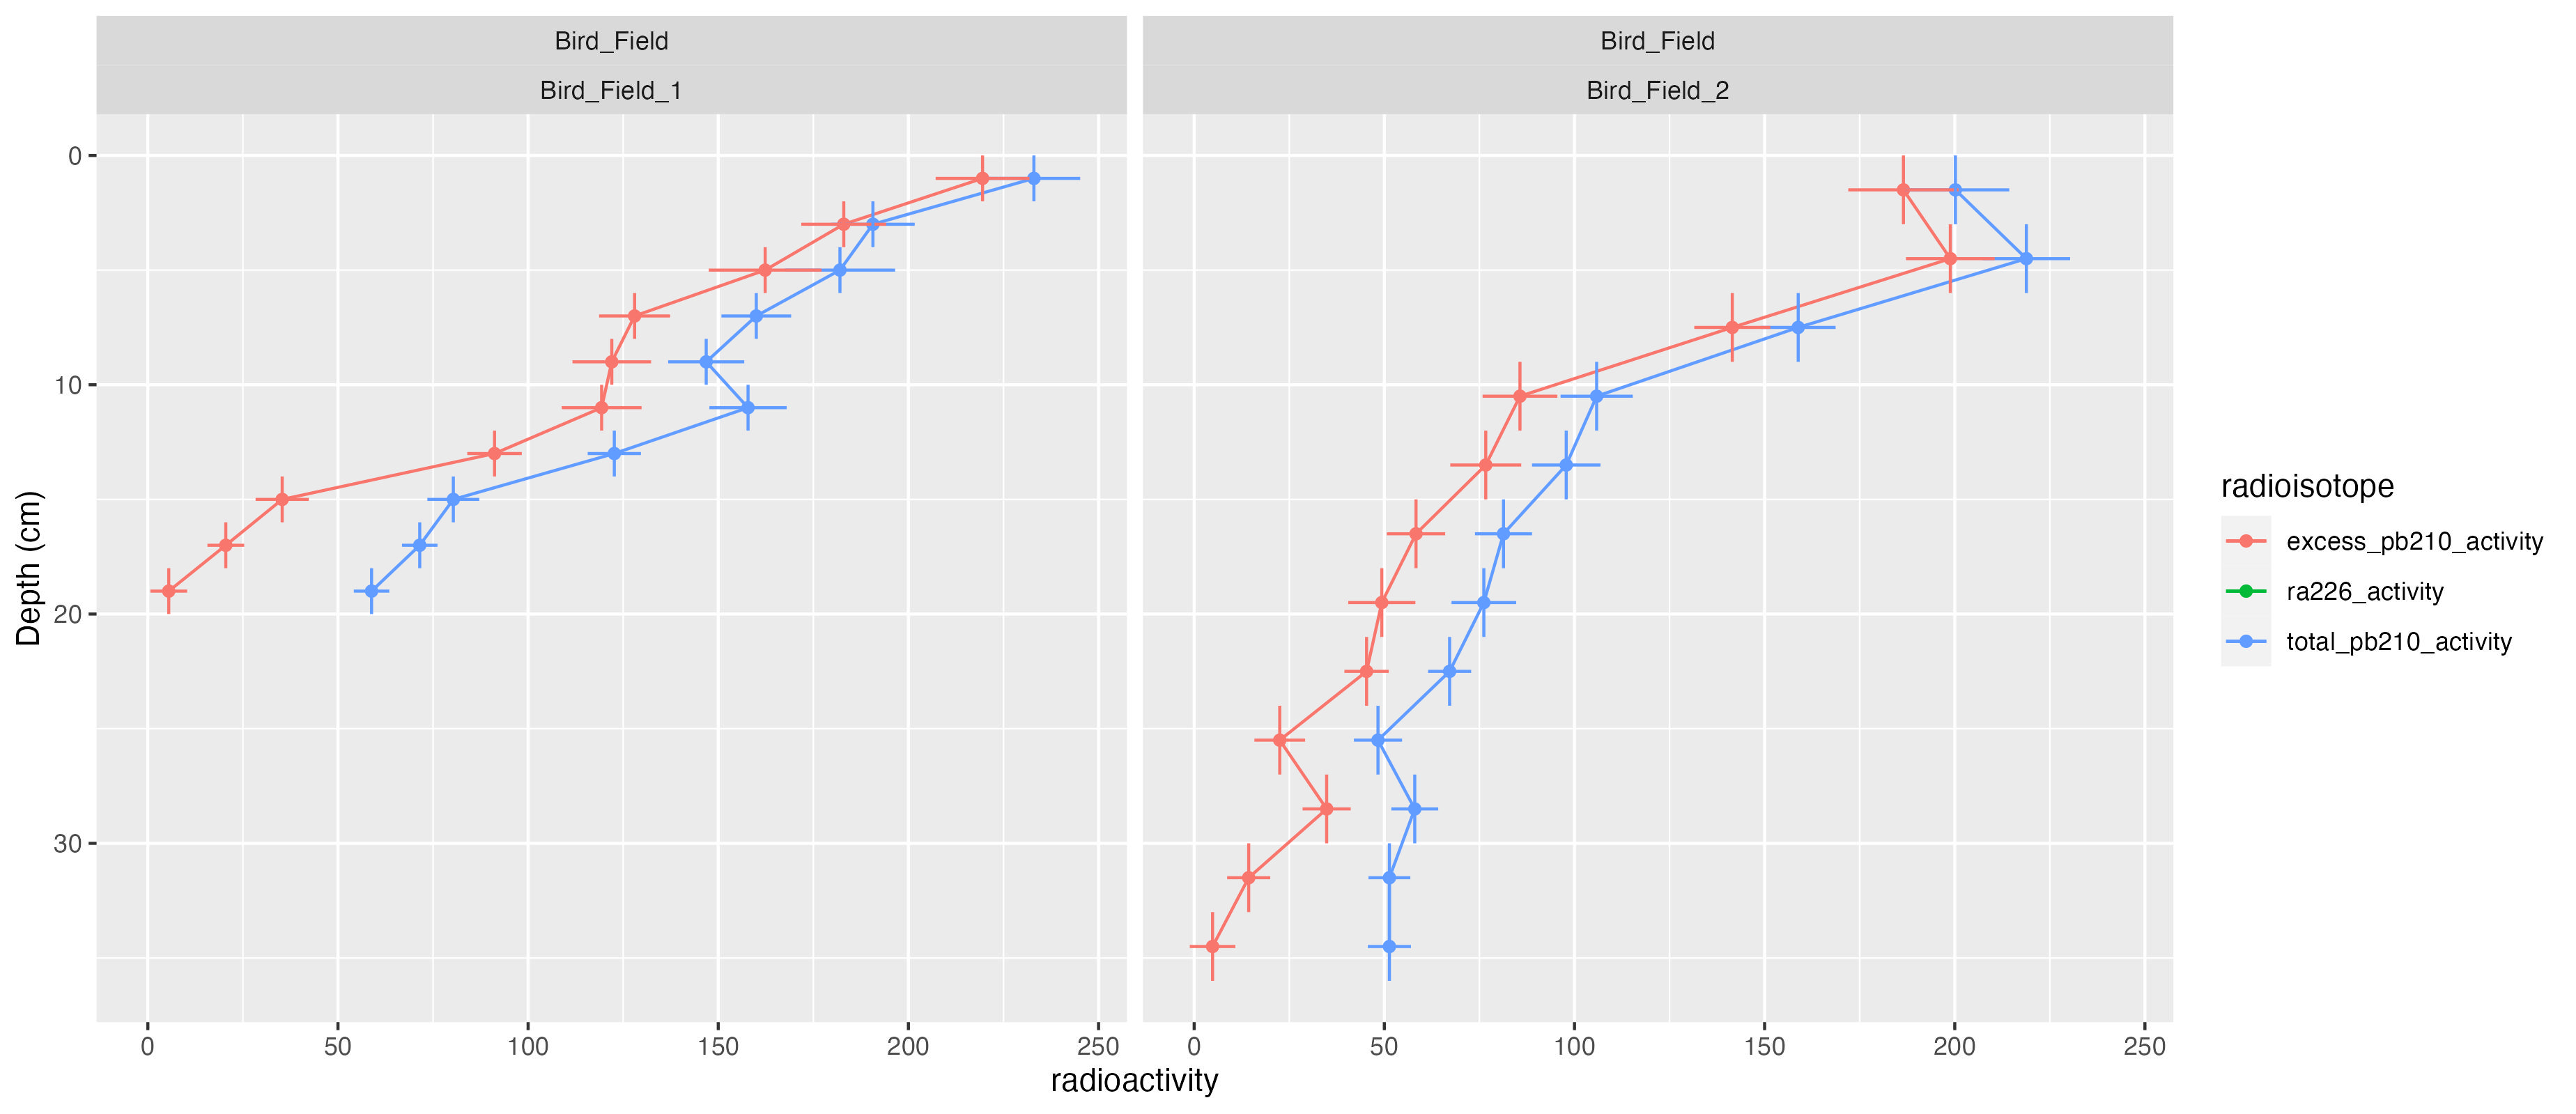 Bird_Field
Bird_Field
Bird_Field_1
Bird_Field_2
0
10
20
30
Depth (cm)
0 50 100 150 200 250
0 50 100 150 200 250
radioactivity
radioisotope
excess_pb210_activity
ra226_activity
total_pb210_activity